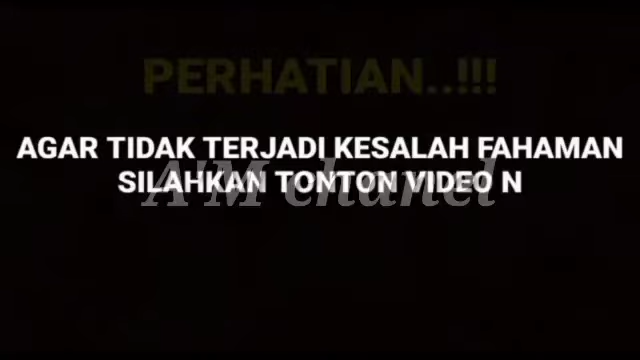 PERHATIAN..!!!
AGAR TIDAK TERJADI KESALAH FAHAMAN
SILAHKAN TONTON VIDEO N
A'M chanel